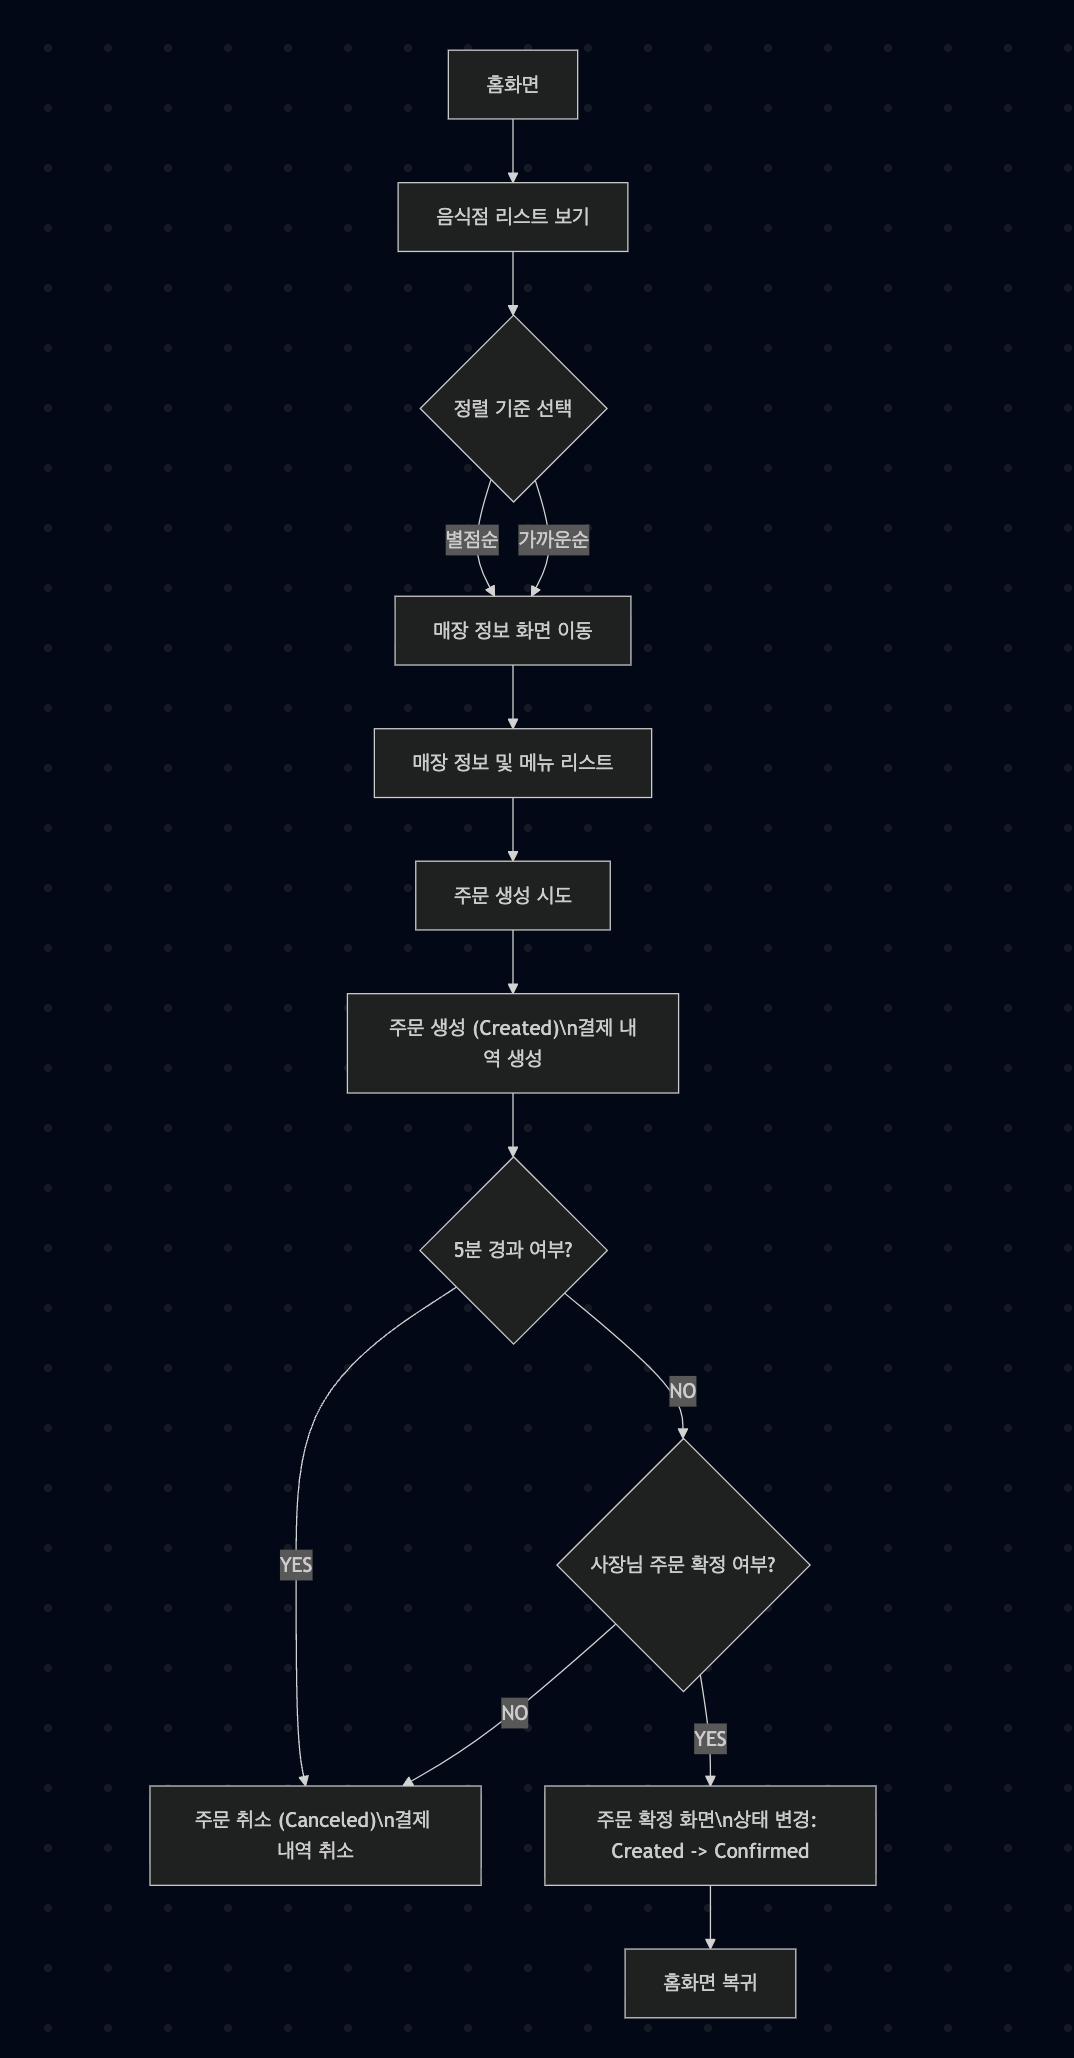 홈화면
음식점 리스트 보기
정렬 기준 선택
별점순
가까운순
매장 정보 화면 이동
매장 정보 및 메뉴 리스트
주문 생성 시도
주문 생성 (Created)\n결제 내
역 생성
5분 경과 여부?
NO
YES
사장님 주문 확정 여부?
NO
YES
주문 취소 (Canceled)\n결제
내역 취소
주문 확정 화면\n상태 변경:
Created -> Confirmed
홈화면 복귀